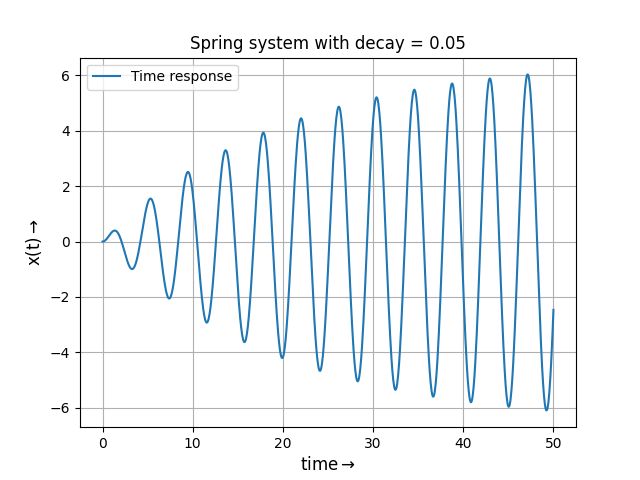 Spring system with decay = 0.05
Time response
x(t) →
6
4
2
0
−2
−4
−6
0 10 20 30 40 50
time→